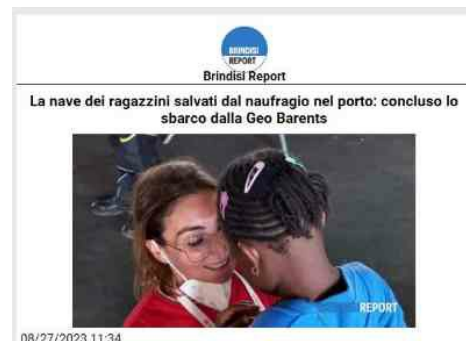 BRINDISI
REPORT
Brindisi Report
La nave dei ragazzini salvati dal naufragio nel porto: concluso lo
sbarco dalla Geo Barents
REPORT
08/27/2023 11:34